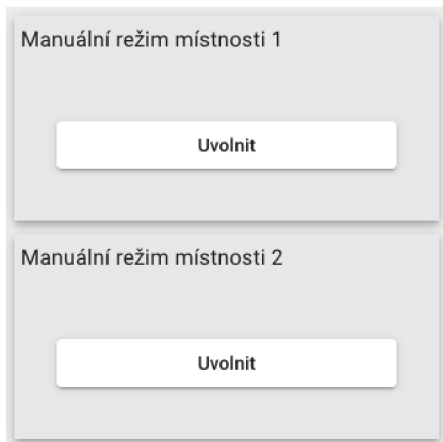 Manuální režim místnosti 1
Uvolnit
Manuální režim místnosti 2
Uvolnit